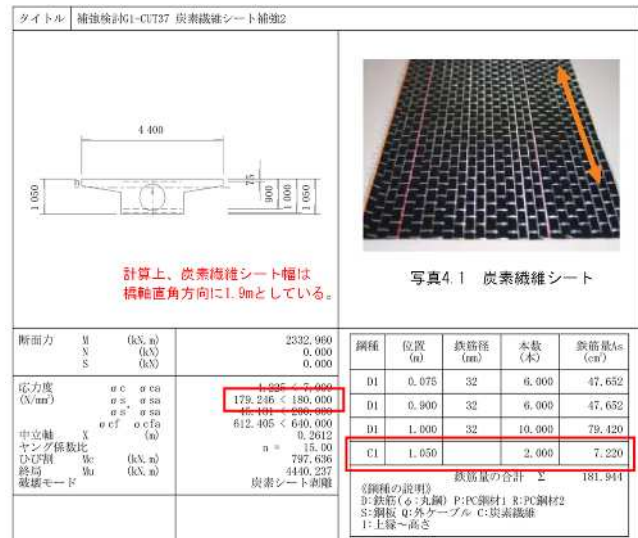 タイトル 補強検討G1-CUT37 炭素繊維シート補強2
4 400
75
1 050
900
1 000
1 050
計算上、炭素繊維シート幅は
橋軸直角方向に1.9mとしている。
写真4.1 炭素繊維シート
断面力 M (kN.m) 2332.960
N (kN) 0.000
S (kN) 0.000
応力度 σc σca 4.225 < 7.000
(N/mm²) σs σsa 179.246 < 180.000
σs' σsa
σcf σcfa 612.405 < 640.000
中立軸 X (m) 0.2612
ヤング係数比 n = 15.00
ひび割 Mc (kN.m) 797.636
終局 Mu (kN.m) 4440.237
破壊モード 炭素シート剥離
鋼種 位置 (m) 鉄筋径 (mm) 本数 (本) 鉄筋量As (cm²)
D1 0.075 32 6.000 47.652
D1 0.900 32 6.000 47.652
D1 1.000 32 10.000 79.420
C1 1.050 2.000 7.220
鉄筋量の合計 Σ 181.944
《鋼種の説明》
D:鉄筋(φ:丸鋼) P:PC鋼材1 R:PC鋼材2
S:鋼板 Q:外ケーブル C:炭素繊維
1:上縁~高さ